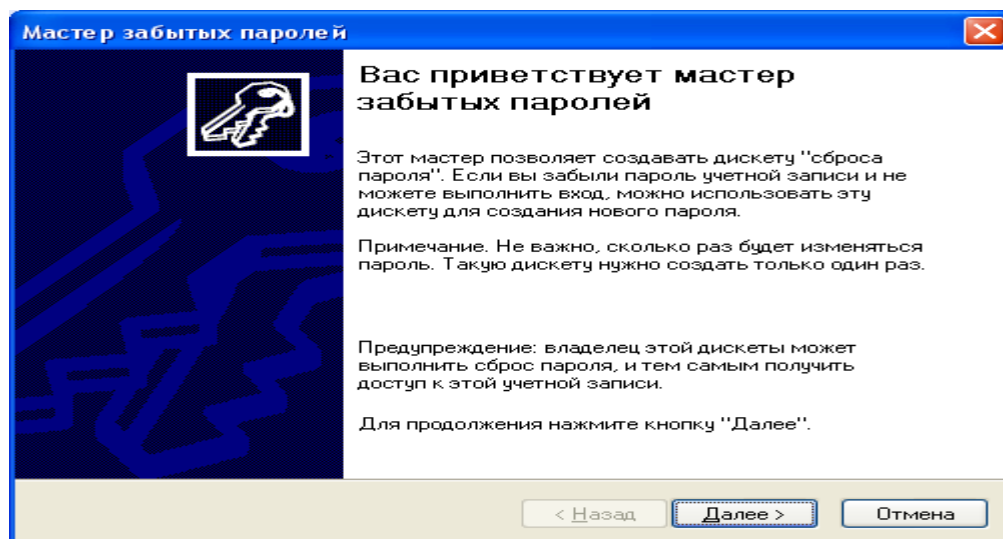 Мастер забытых паролей
Вас приветствует мастер
забытых паролей
Этот мастер позволяет создавать дискету "сброса
пароля". Если вы забыли пароль учетной записи и не
можете выполнить вход, можно использовать эту
дискету для создания нового пароля.
Примечание. Не важно, сколько раз будет изменяться
пароль. Такую дискету нужно создать только один раз.
Предупреждение: владелец этой дискеты может
выполнить сброс пароля, и тем самым получить
доступ к этой учетной записи.
Для продолжения нажмите кнопку "Далее".
< Назад Далее > Отмена